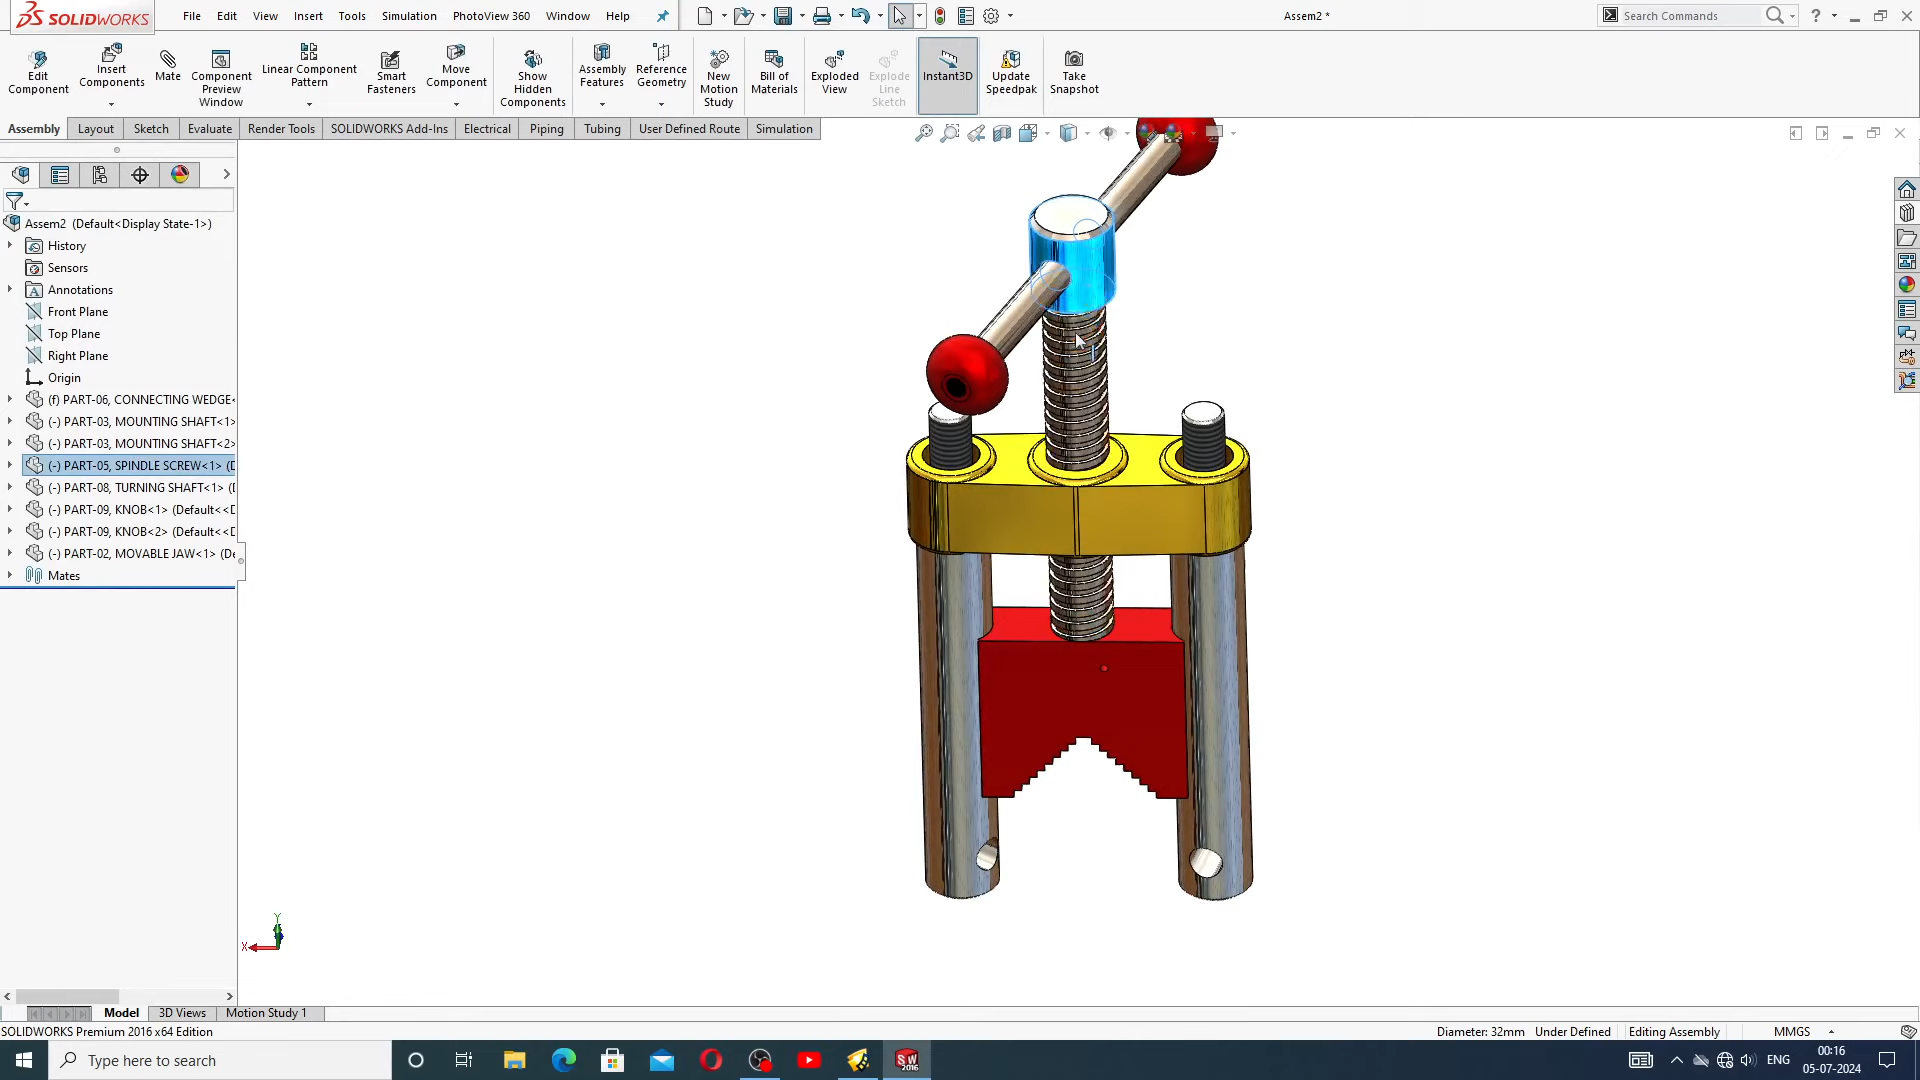 SOLIDWORKS File Edit View Insert Tools Simulation PhotoView 360 Window Help Assem2 * Search Commands ?
Edit Component
Insert Components
Mate
Component Preview Window
Linear Component Pattern
Smart Fasteners
Move Component
Show Hidden Components
Assembly Features
Reference Geometry
New Motion Study
Bill of Materials
Exploded View
Explode Line Sketch
Instant3D
Update Speedpak
Take Snapshot
Assembly Layout Sketch Evaluate Render Tools SOLIDWORKS Add-Ins Electrical Piping Tubing User Defined Route Simulation
Assem2 (Default<Display State-1>)
History
Sensors
A Annotations
Front Plane
Top Plane
Right Plane
Origin
(f) PART-06, CONNECTING WEDGE<
(-) PART-03, MOUNTING SHAFT<1>
(-) PART-03, MOUNTING SHAFT<2>
(-) PART-05, SPINDLE SCREW<1> (D
(-) PART-08, TURNING SHAFT<1> (D
(-) PART-09, KNOB<1> (Default<<D
(-) PART-09, KNOB<2> (Default<<D
(-) PART-02, MOVABLE JAW<1> (De
Mates
Y
X
Model 3D Views Motion Study 1
SOLIDWORKS Premium 2016 x64 Edition Diameter: 32mm Under Defined Editing Assembly MMGS
Type here to search SW 2016 ENG 00:16
05-07-2024